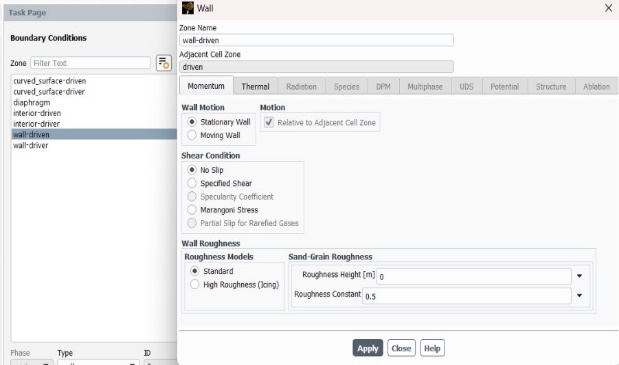 Task Page
Boundary Conditions
Zone Filter Text
curved_surface-driven
curved_surface-driver
diaphragm
interior-driven
interior-driver
wall-driven
wall-driver
Phase Type ID
Wall
Zone Name
wall-driven
Adjacent Cell Zone
driven
Momentum Thermal Radiation Species DPM Multiphase UDS Potential Structure Ablation
Wall Motion Motion
Stationary Wall Relative to Adjacent Cell Zone
Moving Wall
Shear Condition
No Slip
Specified Shear
Specularity Coefficient
Marangoni Stress
Partial Slip for Rarefied Gases
Wall Roughness
Roughness Models Sand-Grain Roughness
Standard Roughness Height [m] 0
High Roughness (Icing) Roughness Constant 0.5
Apply Close Help